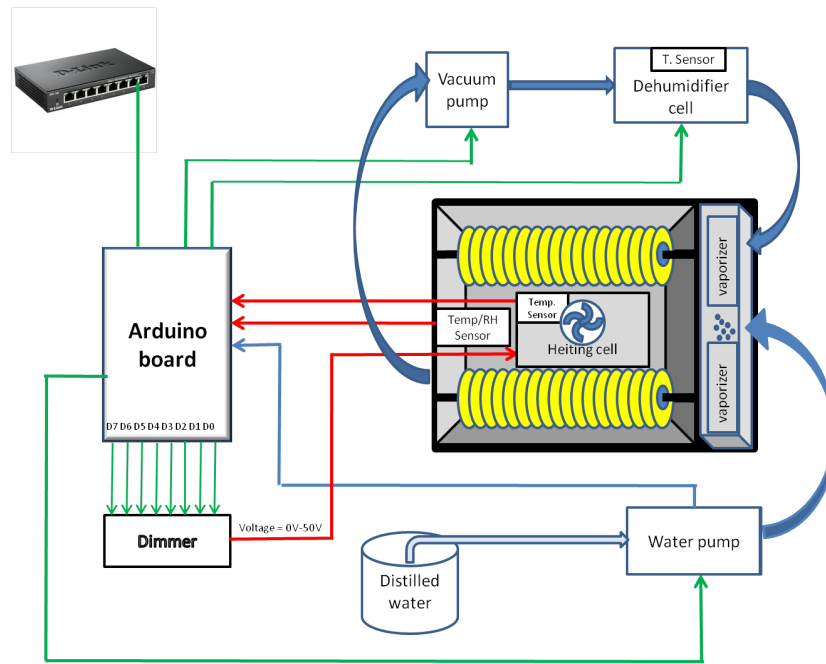 D-Link
Vacuum
pump
T. Sensor
Dehumidifier
cell
vaporizer
vaporizer
Temp.
Sensor
Temp/RH
Sensor
Heiting cell
Arduino
board
D7 D6 D5 D4 D3 D2 D1 D0
Dimmer
Voltage = 0V-50V
Distilled
water
Water pump